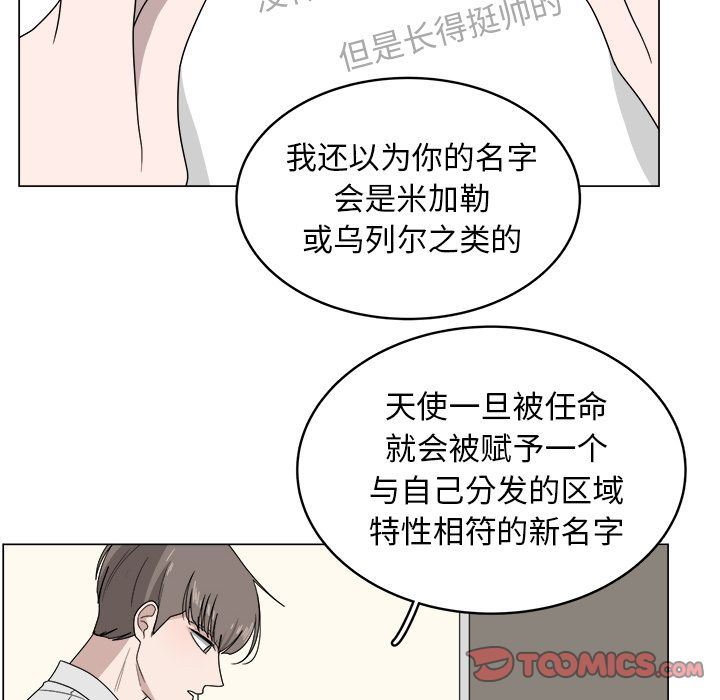 但是长得挺帅的
我还以为你的名字
会是米加勒
或乌列尔之类的
天使一旦被任命
就会被赋予一个
与自己分发的区域
特性相符的新名字
TOOMICS.COM